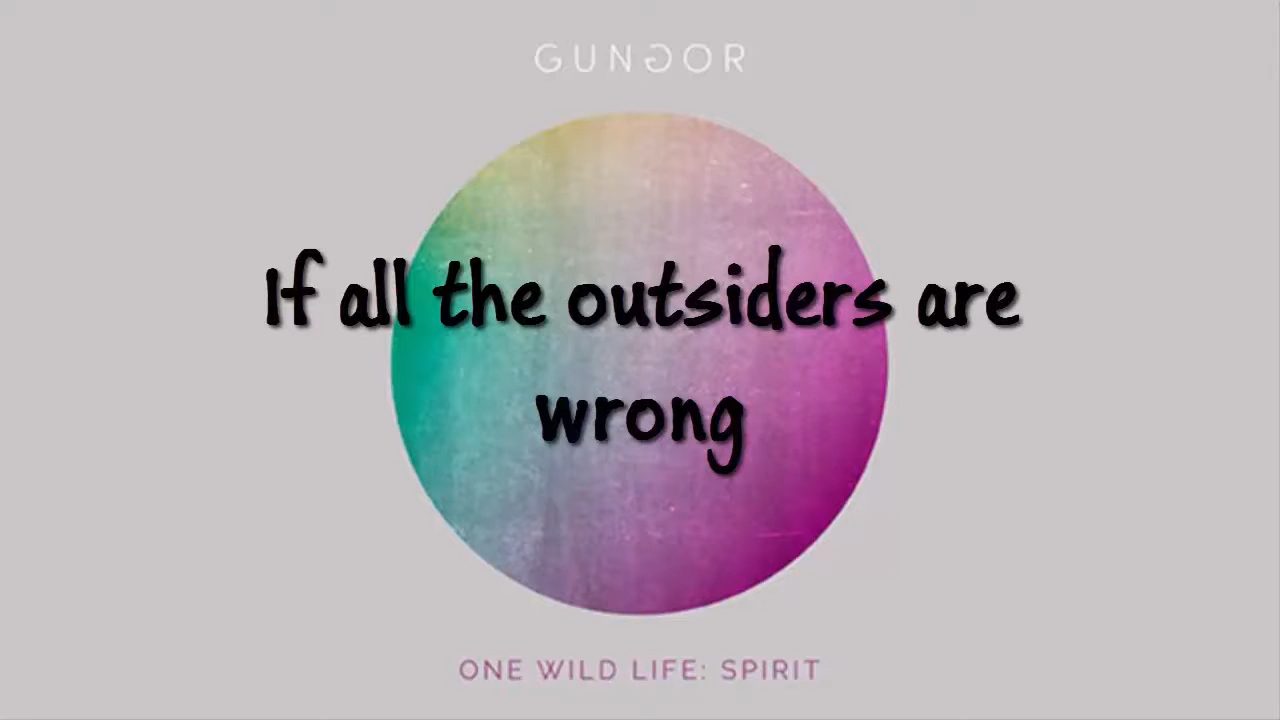 GUNGOR
If all the outsiders are
wrong
ONE WILD LIFE: SPIRIT